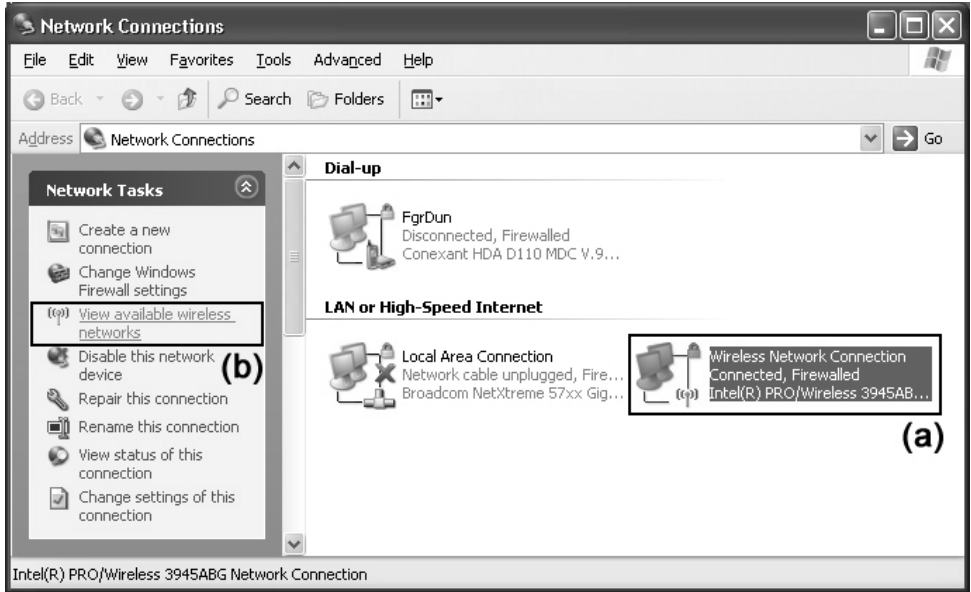 Network Connections
File Edit View Favorites Tools Advanced Help
Back Search Folders
Address Network Connections Go
Network Tasks
Create a new
connection
Change Windows
Firewall settings
View available wireless
networks
(b)
Disable this network
device
Repair this connection
Rename this connection
View status of this
connection
Change settings of this
connection
Dial-up
FgrDun
Disconnected, Firewalled
Conexant HDA D110 MDC V.9...
LAN or High-Speed Internet
Local Area Connection
Network cable unplugged, Fire...
Broadcom NetXtreme 57xx Gig...
Wireless Network Connection
Connected, Firewalled
Intel(R) PRO/Wireless 3945AB...
(a)
Intel(R) PRO/Wireless 3945ABG Network Connection